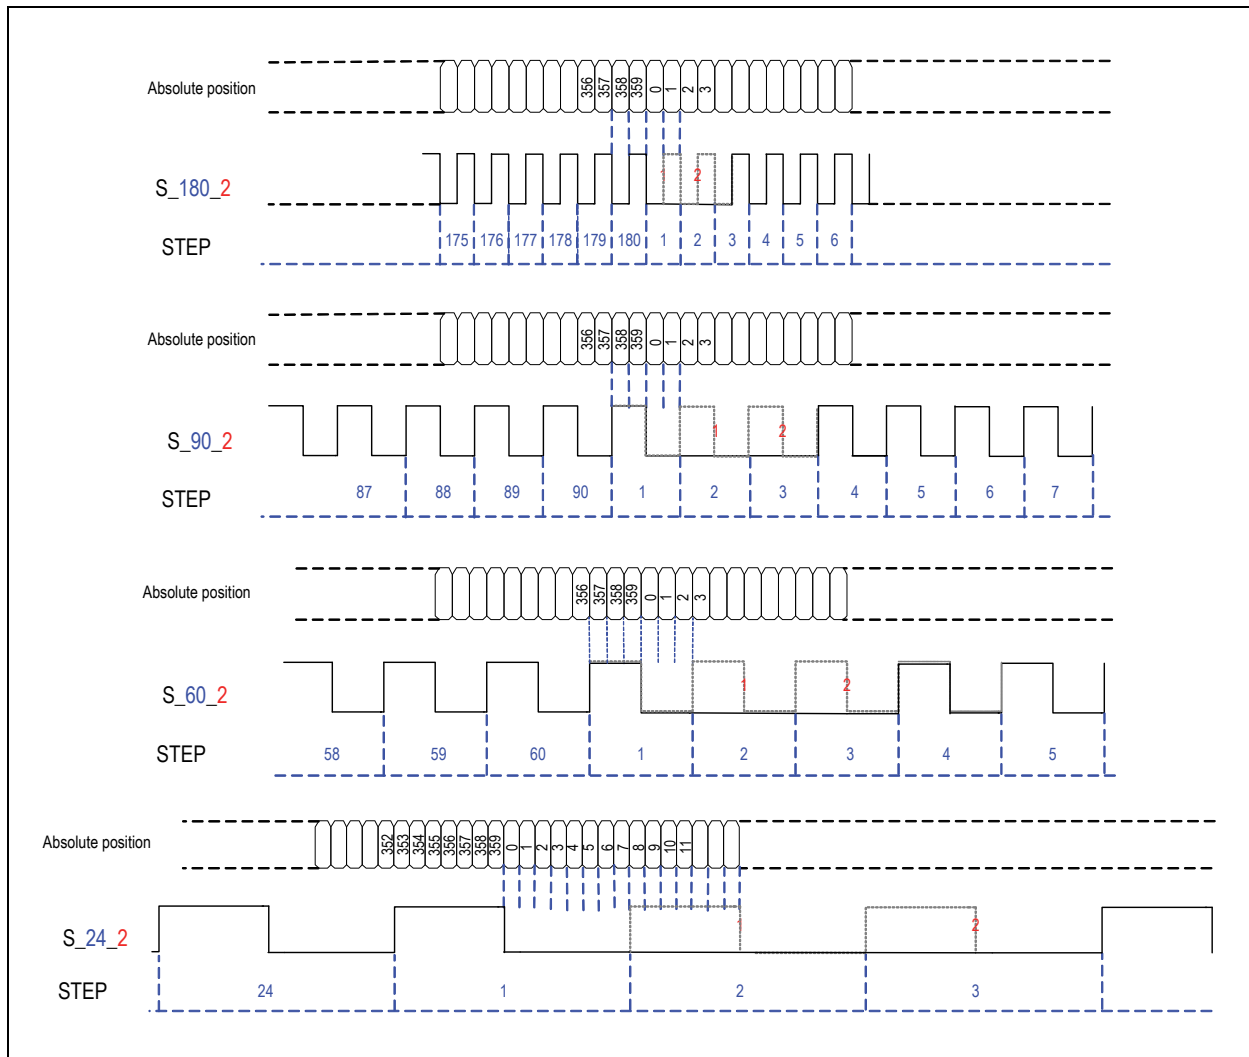 Absolute position
356 357 358 359 0 1 2 3
S_180_2
1 2
STEP
175 176 177 178 179 180 1 2 3 4 5 6
Absolute position
356 357 358 359 0 1 2 3
S_90_2
1 2
STEP
87 88 89 90 1 2 3 4 5 6 7
Absolute position
356 357 358 359 0 1 2 3
S_60_2
1 2
STEP
58 59 60 1 2 3 4 5
Absolute position
352 353 354 355 356 357 358 359 0 1 2 3 4 5 6 7 8 9 10 11
S_24_2
1 2
STEP
24 1 2 3